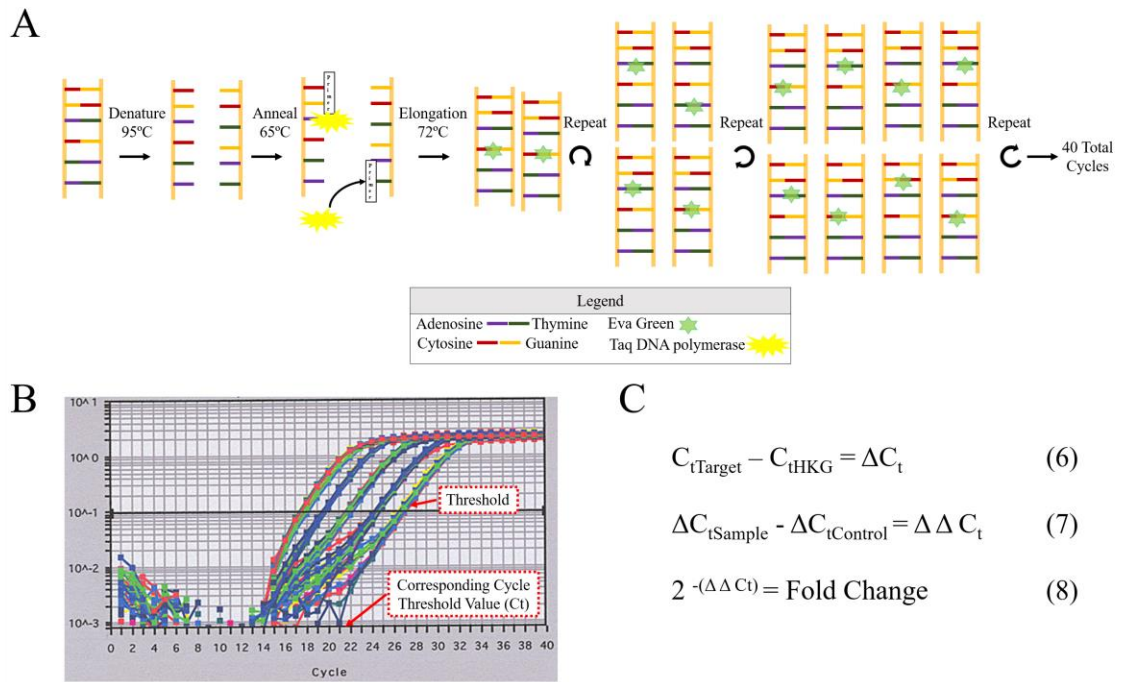 A
Denature
95ºC
Anneal
65ºC
Primer
Primer
Elongation
72ºC
Repeat
Repeat
Repeat
40 Total
Cycles
Legend
Adenosine Thymine Eva Green
Cytosine Guanine Taq DNA polymerase
B
10^1
10^0
10^-1
10^-2
10^-3
Threshold
Corresponding Cycle
Threshold Value (Ct)
0 2 4 6 8 10 12 14 16 18 20 22 24 26 28 30 32 34 36 38 40
Cycle
C
CtTarget – CtHKG = ΔCt (6)
ΔCtSample - ΔCtControl = Δ Δ Ct (7)
2 -(Δ Δ Ct) = Fold Change (8)